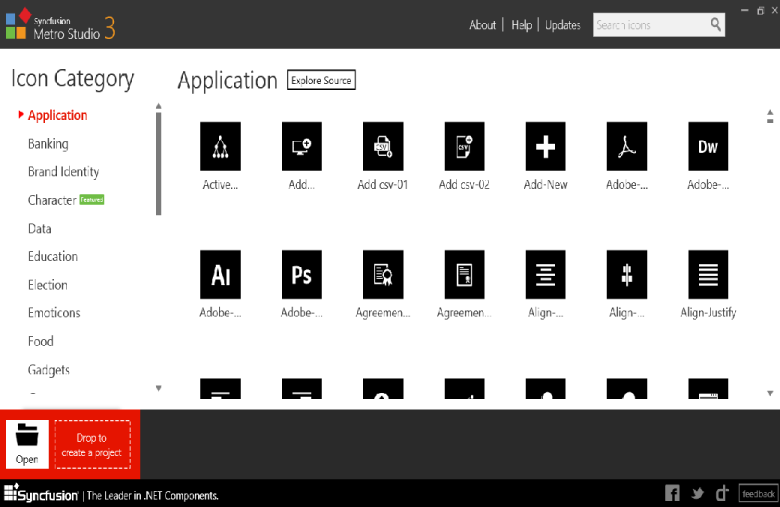 Syncfusion
Metro Studio 3
About | Help | Updates
Search icons
Icon Category
Application
Banking
Brand Identity
Character Featured
Data
Education
Election
Emoticons
Food
Gadgets
Application Explore Source
CSV
CSV
Dw
Active... Add... Add csv-01 Add csv-02 Add-New Adobe-... Adobe-...
Ai Ps
Adobe-... Adobe-... Agreemen... Agreemen... Align-... Align-... Align-Justify
Open
Drop to
create a project
Syncfusion | The Leader in .NET Components.
feedback